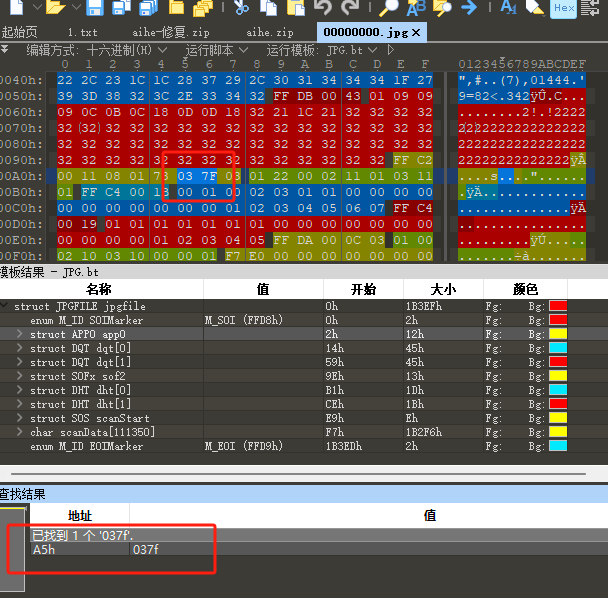 Hex
起始页 1.txt aihe-修复.zip aihe.zip 00000000.jpg ×
编辑方式: 十六进制(H) 运行脚本 运行模板: JPG.bt
0 1 2 3 4 5 6 7 8 9 A B C D E F 0123456789ABCDEF
0040h: 22 2C 23 1C 1C 28 37 29 2C 30 31 34 34 34 1F 27 ",#..(7),01444.'
0050h: 39 3D 38 32 3C 2E 33 34 32 FF DB 00 43 01 09 09 9=82<.342ÿÛ.C...
0060h: 09 0C 0B 0C 18 0D 0D 18 32 21 1C 21 32 32 32 32 ........2!.!2222
32 32 32 32 32 32 32 32 32 32 32 32 32 32 32 32 2222222222222222
32 32 32 32 32 32 32 32 32 32 32 32 32 32 32 32 2222222222222222
0090h: 32 32 32 32 32 32 32 32 32 32 32 32 32 32 FF C2 22222222222222ÿÂ
00A0h: 00 11 08 01 03 7F 03 01 22 00 02 11 01 03 11
00B0h: 01 FF C4 00 00 01 00 02 03 01 01 00 00 00 00
00C0h: 00 00 00 00 00 00 00 01 02 03 04 05 06 07 FF C4 ..............ÿÄ
00D0h: 00 19 01 01 01 01 01 01 01 00 00 00 00 00 00 00 ................
00E0h: 00 00 00 00 01 02 03 04 05 FF DA 00 0C 03 01 00 .........ÿÚ.....
00F0h: 02 10 03 10 00 00 01 F7 E0 00 00 00 00 00 00 00 .......÷à.......
模板结果 - JPG.bt
名称 值 开始 大小 颜色
struct JPGFILE jpgfile 0h 1B3EFh Fg: Bg:
enum M_ID SOIMarker M_SOI (FFD8h) 0h 2h Fg: Bg:
struct APP0 app0 2h 12h Fg: Bg:
struct DQT dqt[0] 14h 45h Fg: Bg:
struct DQT dqt[1] 59h 45h Fg: Bg:
struct SOFx sof2 9Eh 13h Fg: Bg:
struct DHT dht[0] B1h 1Dh Fg: Bg:
struct DHT dht[1] CEh 1Bh Fg: Bg:
struct SOS scanStart E9h Eh Fg: Bg:
char scanData[111350] F7h 1B2F6h Fg: Bg:
enum M_ID EOIMarker M_EOI (FFD9h) 1B3EDh 2h Fg: Bg:
查找结果
地址 值
已找到 1 个 '037f'.
A5h 037f